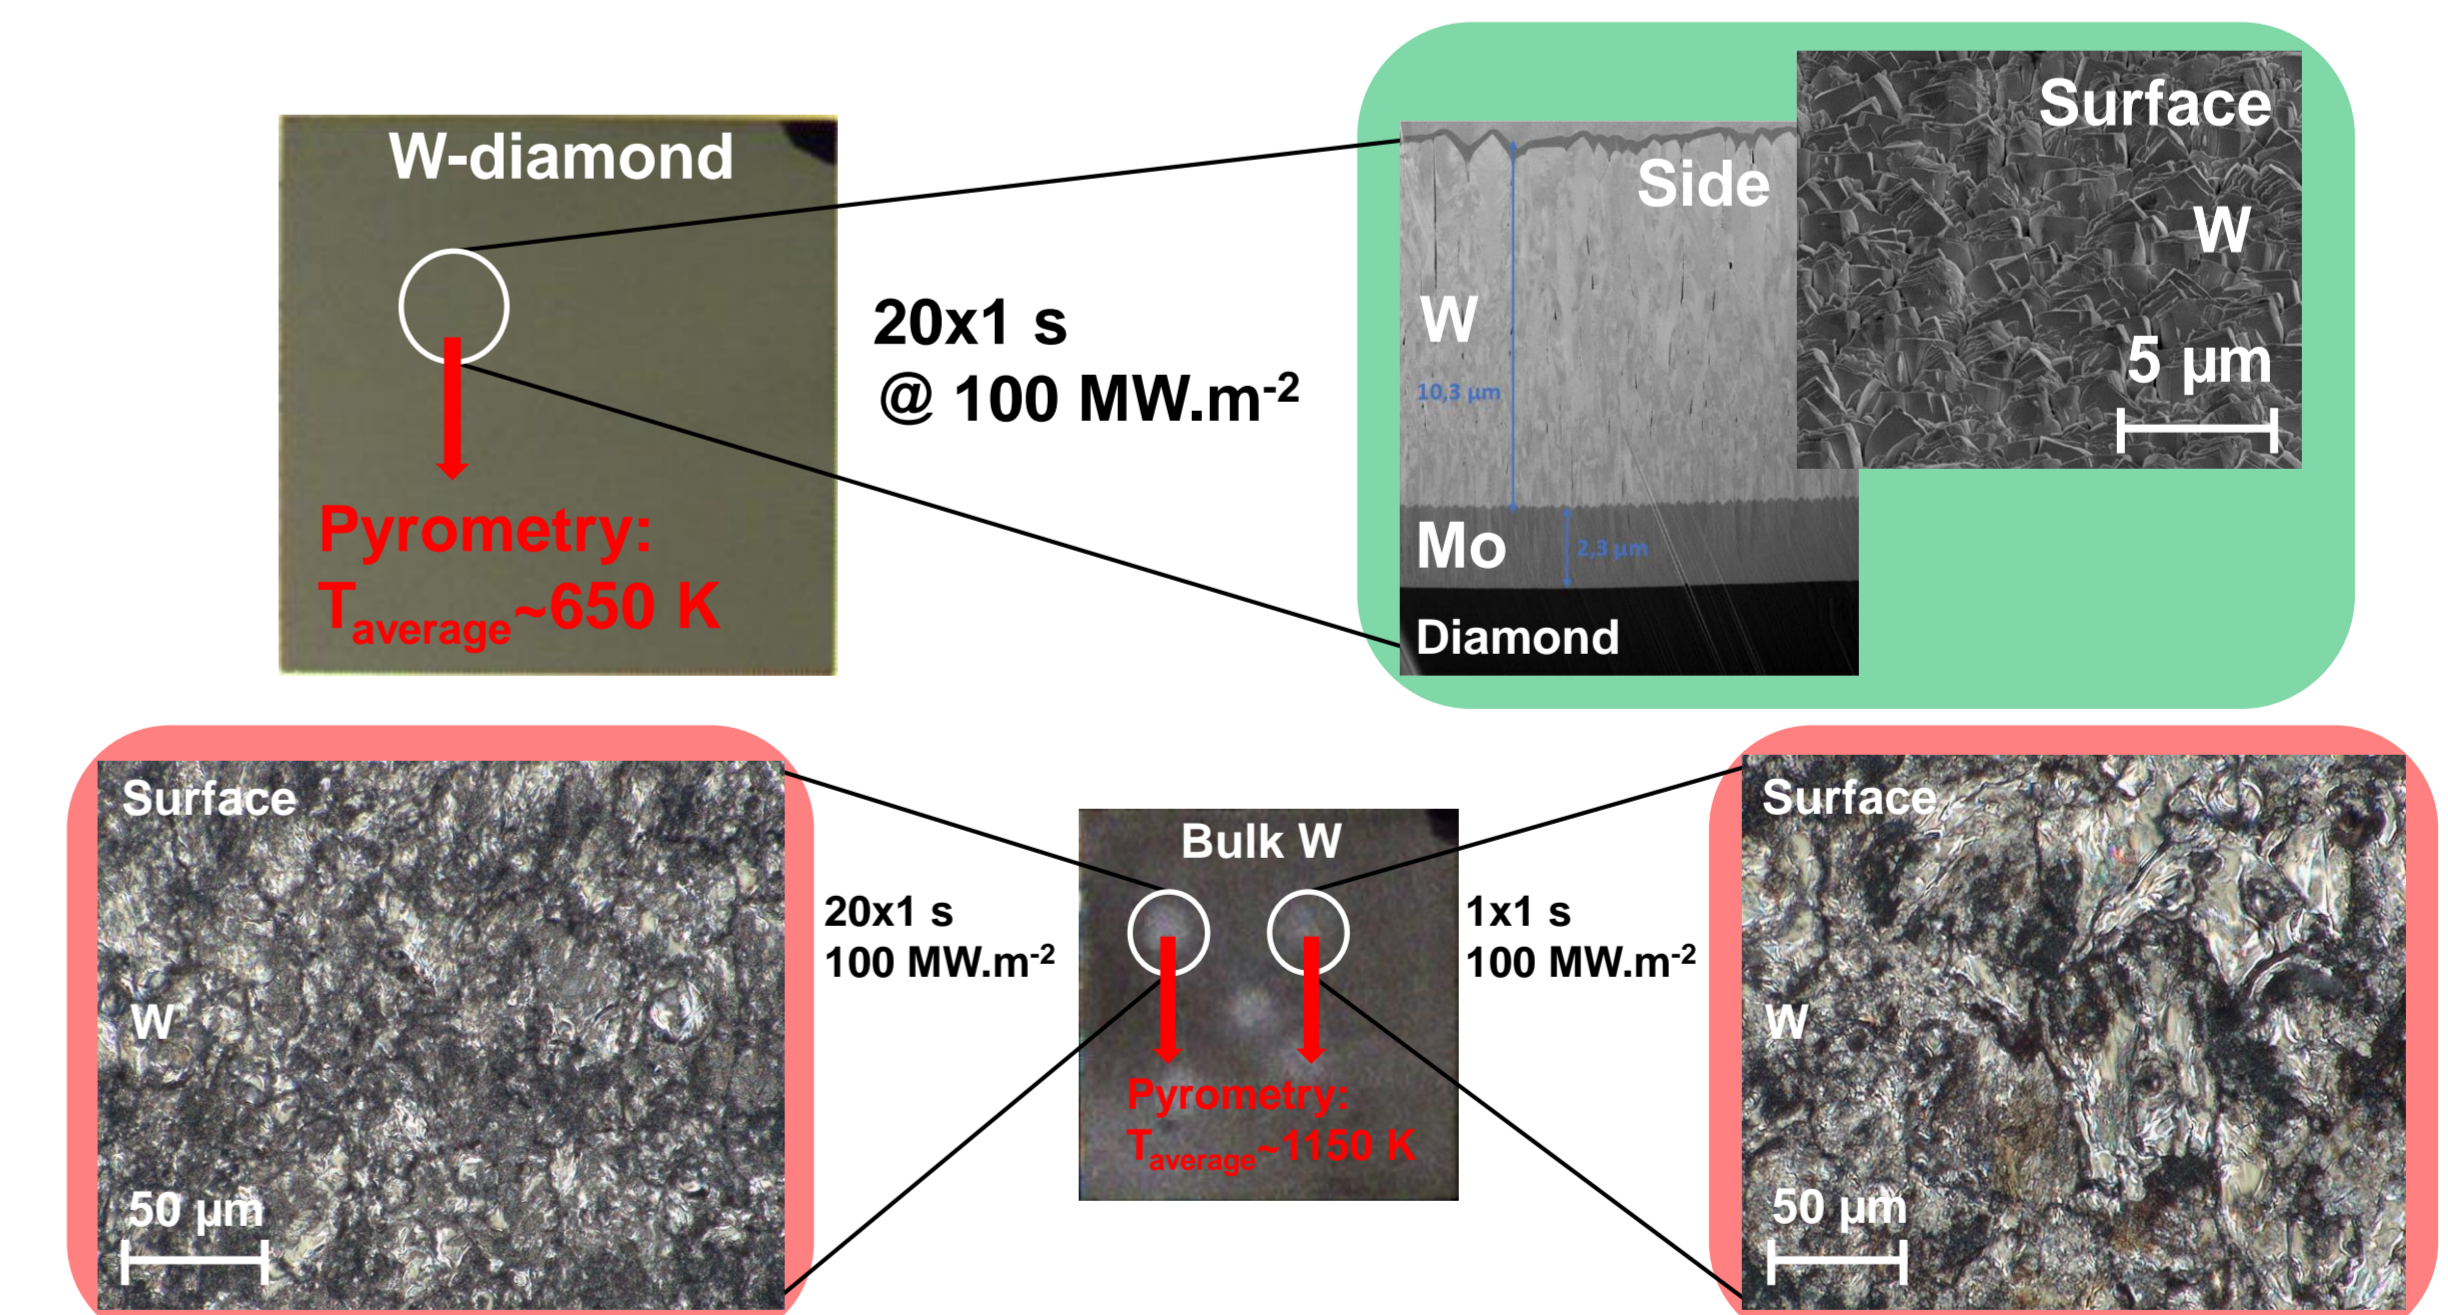 W-diamond
Pyrometry:
Taverage~650 K
20x1 s
@ 100 MW.m-2
Side
W
10,3 µm
Mo
2,3 µm
Diamond
Surface
W
5 µm
Surface
W
50 µm
20x1 s
100 MW.m-2
Bulk W
Pyrometry:
Taverage~1150 K
1x1 s
100 MW.m-2
Surface
W
50 µm